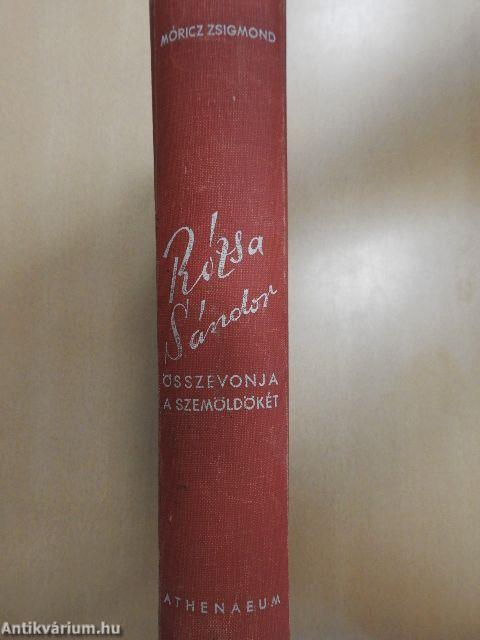 MÓRICZ ZSIGMOND
Rózsa
Sándor
ÖSSZEVONJA
A SZEMÖLDÖKÉT
ATHENAEUM
Antikvárium.hu